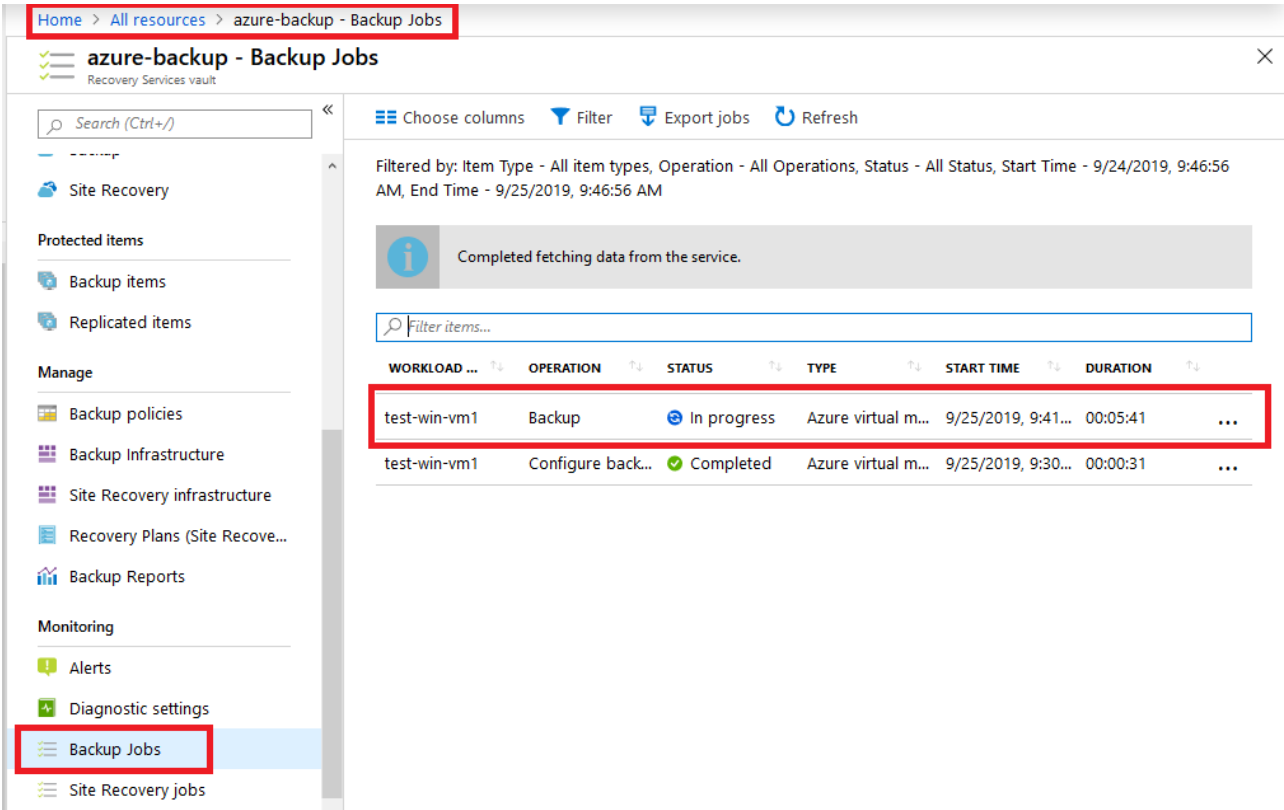 Home > All resources > azure-backup - Backup Jobs
azure-backup - Backup Jobs
Recovery Services vault
Search (Ctrl+/)
Site Recovery
Protected items
Backup items
Replicated items
Manage
Backup policies
Backup Infrastructure
Site Recovery infrastructure
Recovery Plans (Site Recove...
Backup Reports
Monitoring
Alerts
Diagnostic settings
Backup Jobs
Site Recovery jobs
Choose columns Filter Export jobs Refresh
Filtered by: Item Type - All item types, Operation - All Operations, Status - All Status, Start Time - 9/24/2019, 9:46:56
AM, End Time - 9/25/2019, 9:46:56 AM
Completed fetching data from the service.
Filter items...
WORKLOAD ... OPERATION STATUS TYPE START TIME DURATION
test-win-vm1 Backup In progress Azure virtual m... 9/25/2019, 9:41... 00:05:41 ...
test-win-vm1 Configure back... Completed Azure virtual m... 9/25/2019, 9:30... 00:00:31 ...